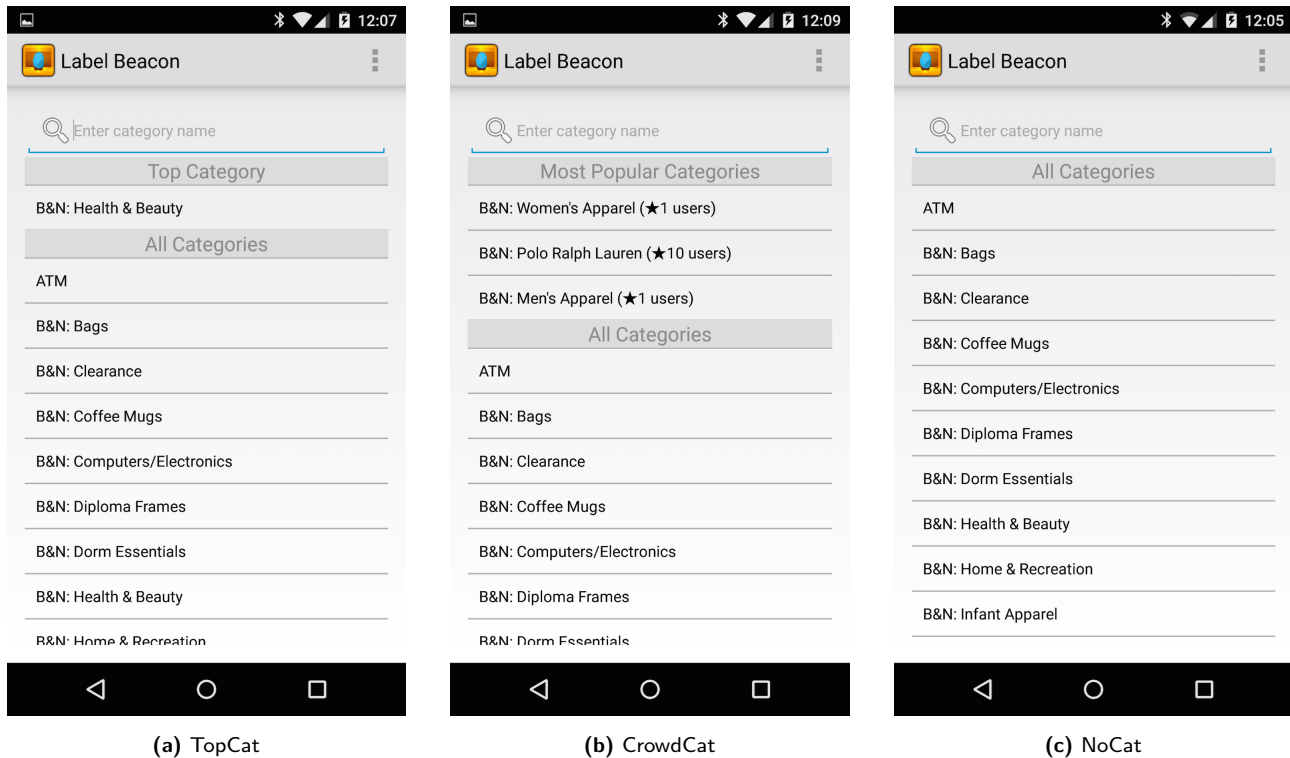 12:07
Label Beacon
Enter category name
Top Category
B&N: Health & Beauty
All Categories
ATM
B&N: Bags
B&N: Clearance
B&N: Coffee Mugs
B&N: Computers/Electronics
B&N: Diploma Frames
B&N: Dorm Essentials
B&N: Health & Beauty
B&N: Home & Recreation
(a) TopCat
12:09
Label Beacon
Enter category name
Most Popular Categories
B&N: Women's Apparel (★1 users)
B&N: Polo Ralph Lauren (★10 users)
B&N: Men's Apparel (★1 users)
All Categories
ATM
B&N: Bags
B&N: Clearance
B&N: Coffee Mugs
B&N: Computers/Electronics
B&N: Diploma Frames
B&N: Dorm Essentials
(b) CrowdCat
12:05
Label Beacon
Enter category name
All Categories
ATM
B&N: Bags
B&N: Clearance
B&N: Coffee Mugs
B&N: Computers/Electronics
B&N: Diploma Frames
B&N: Dorm Essentials
B&N: Health & Beauty
B&N: Home & Recreation
B&N: Infant Apparel
(c) NoCat